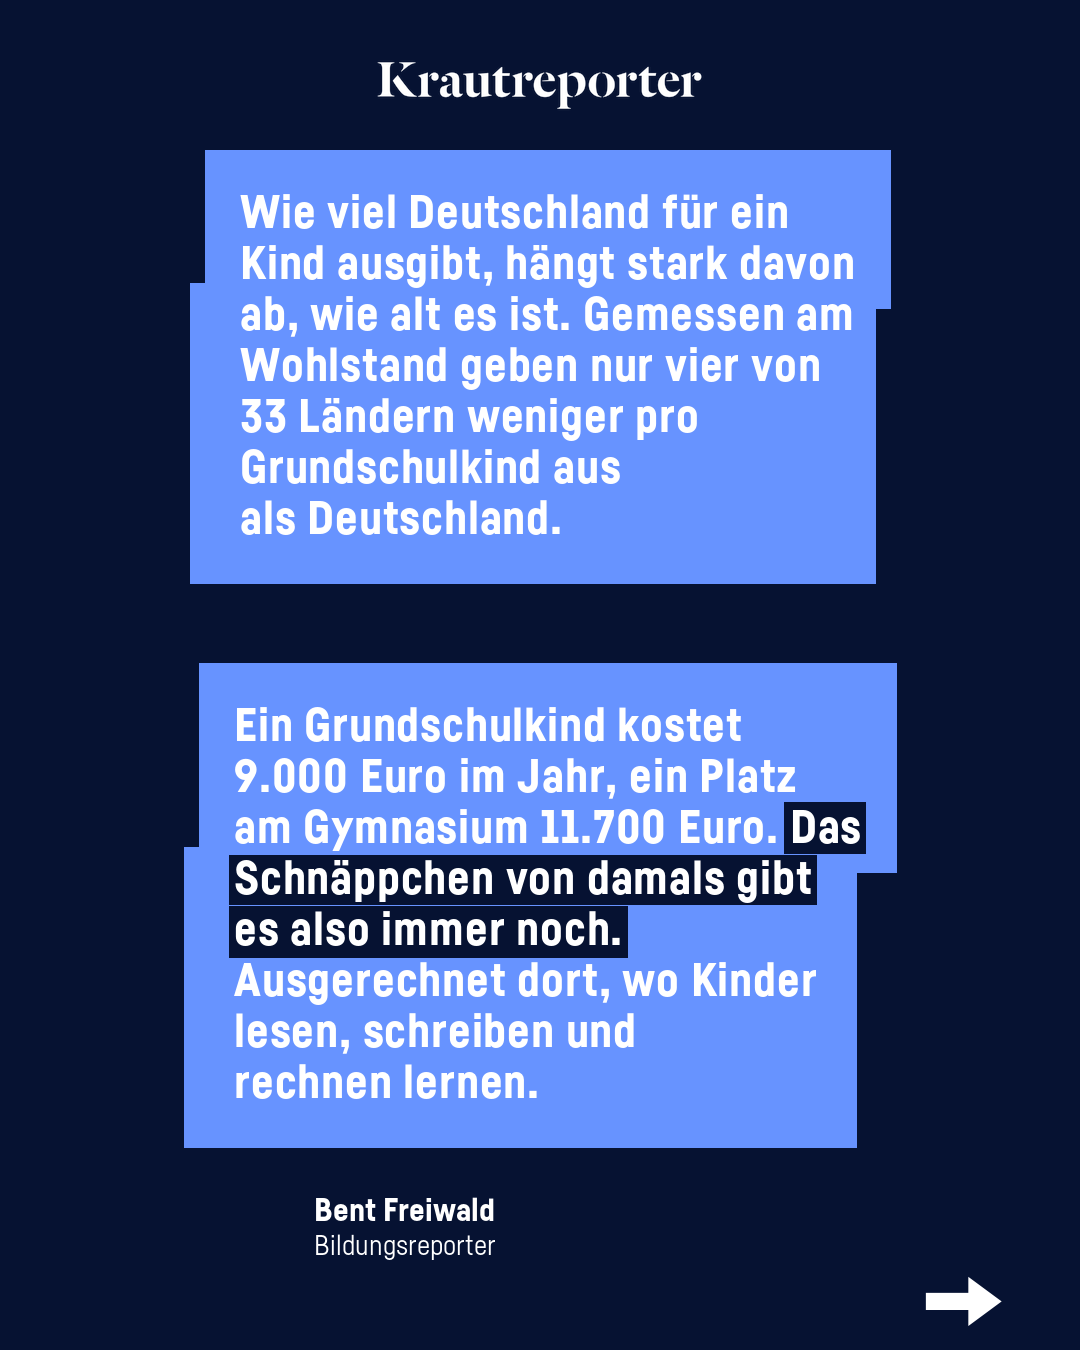 Krautreporter
Wie viel Deutschland für ein
Kind ausgibt, hängt stark davon
ab, wie alt es ist. Gemessen am
Wohlstand geben nur vier von
33 Ländern weniger pro
Grundschulkind aus
als Deutschland.
Ein Grundschulkind kostet
9.000 Euro im Jahr, ein Platz
am Gymnasium 11.700 Euro. Das
Schnäppchen von damals gibt
es also immer noch.
Ausgerechnet dort, wo Kinder
lesen, schreiben und
rechnen lernen.
Bent Freiwald
Bildungsreporter